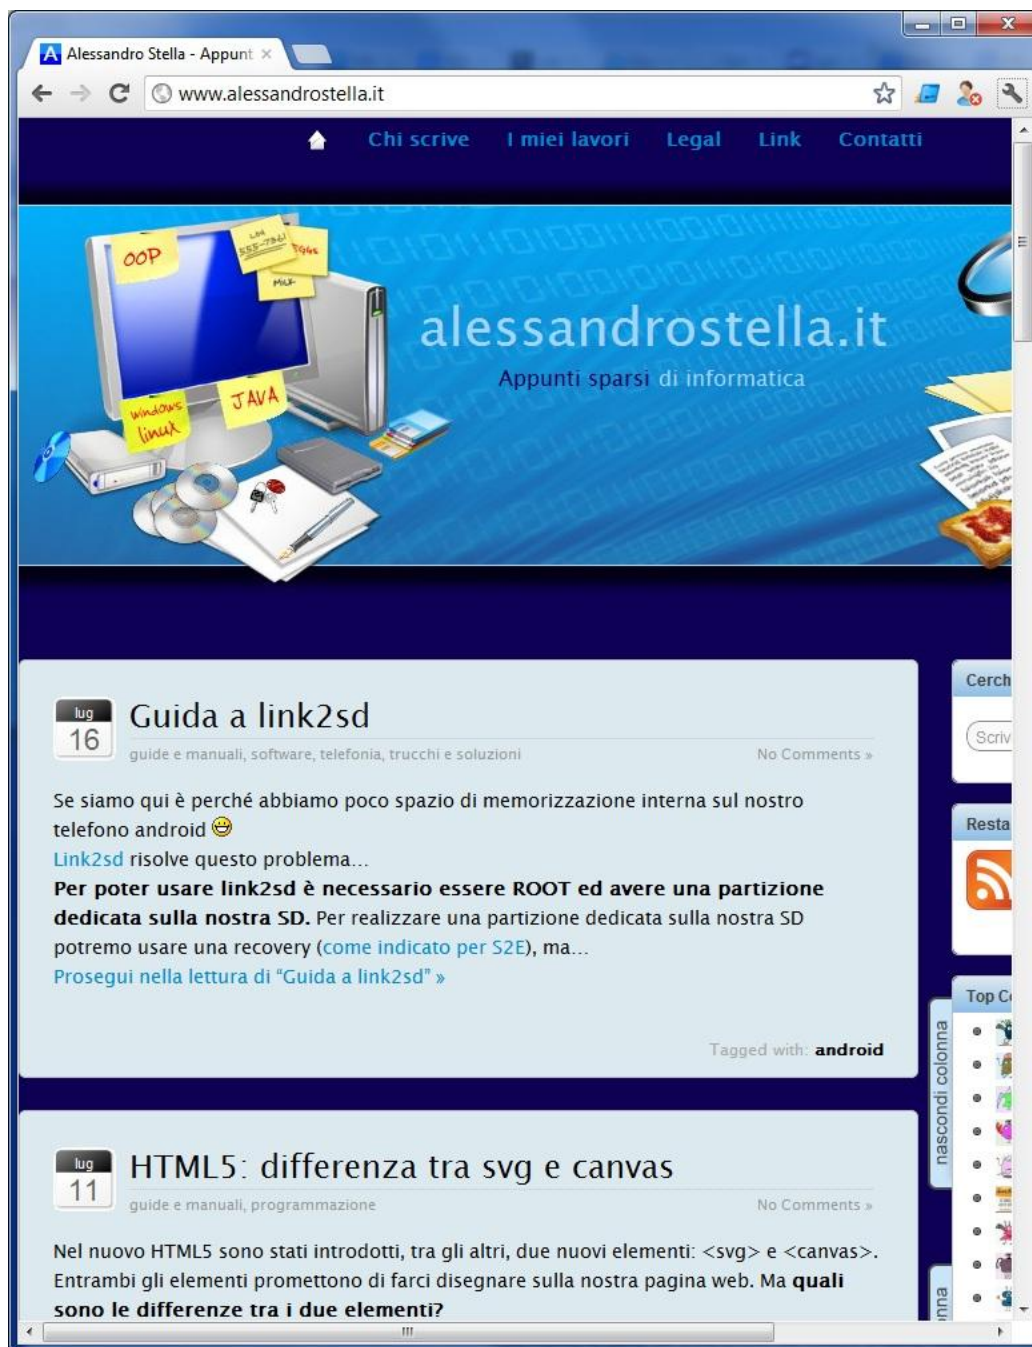 Alessandro Stella - Appunt
www.alessandrostella.it
Chi scrive I miei lavori Legal Link Contatti
OOP
555-7361
EGGS
MILK
windows
linux
JAVA
alessandrostella.it
Appunti sparsi di informatica
lug
16
Guida a link2sd
guide e manuali, software, telefonia, trucchi e soluzioni No Comments »
Se siamo qui è perché abbiamo poco spazio di memorizzazione interna sul nostro
telefono android
Link2sd risolve questo problema…
Per poter usare link2sd è necessario essere ROOT ed avere una partizione
dedicata sulla nostra SD. Per realizzare una partizione dedicata sulla nostra SD
potremo usare una recovery (come indicato per S2E), ma…
Prosegui nella lettura di “Guida a link2sd” »
Tagged with: android
lug
11
HTML5: differenza tra svg e canvas
guide e manuali, programmazione No Comments »
Nel nuovo HTML5 sono stati introdotti, tra gli altri, due nuovi elementi: <svg> e <canvas>.
Entrambi gli elementi promettono di farci disegnare sulla nostra pagina web. Ma quali
sono le differenze tra i due elementi?
Cerch
Scriv
Resta
Top Co
nascondi colonna
onna